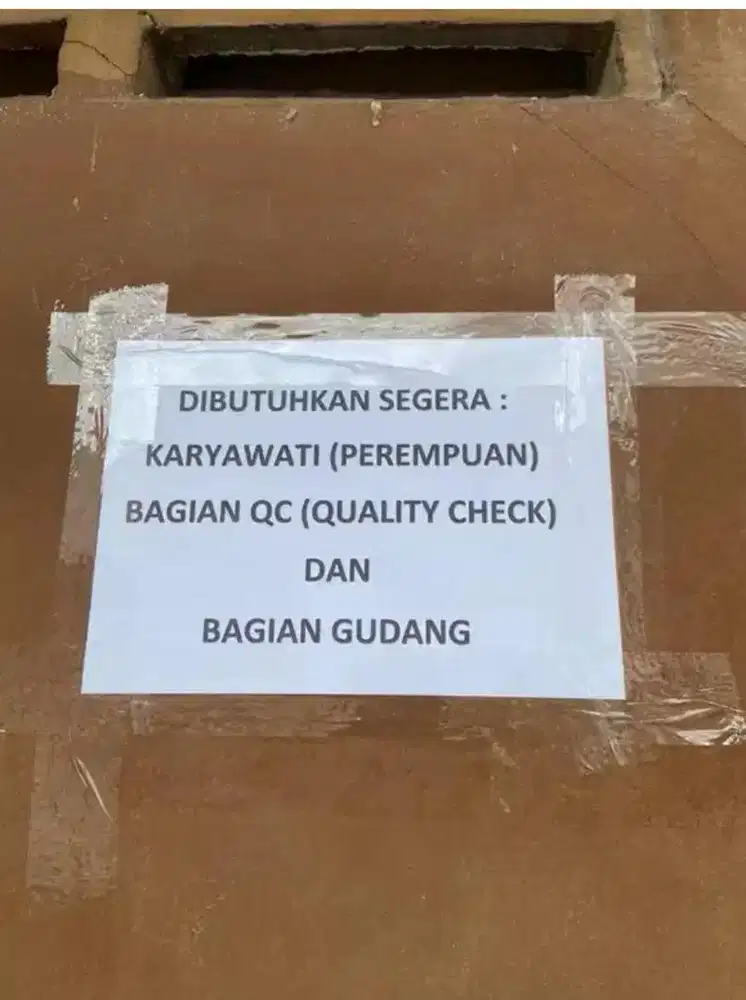 DIBUTUHKAN SEGERA :
KARYAWATI (PEREMPUAN)
BAGIAN QC (QUALITY CHECK)
DAN
BAGIAN GUDANG